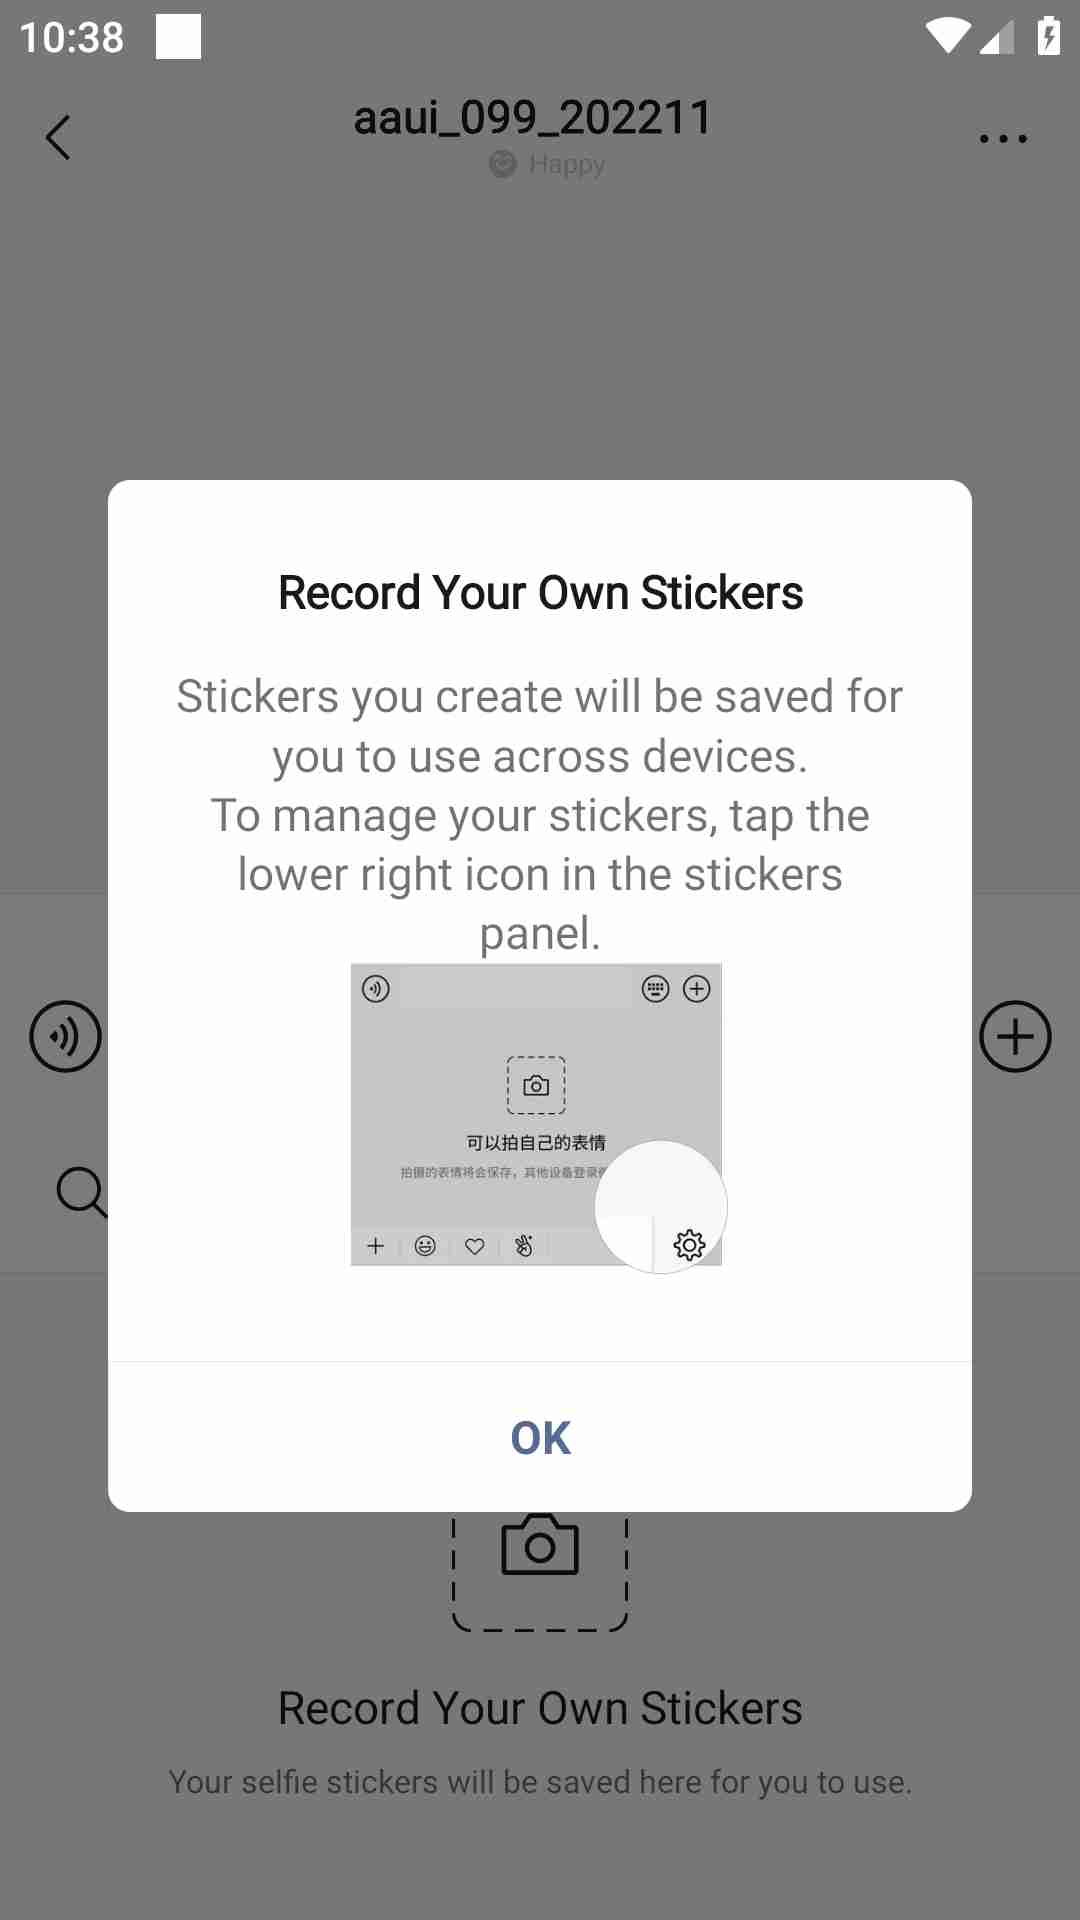 10:38
aaui_099_202211
Happy
Record Your Own Stickers
Stickers you create will be saved for
you to use across devices.
To manage your stickers, tap the
lower right icon in the stickers
panel.
可以拍自己的表情
拍摄的表情将会保存，其他设备登录
OK
Record Your Own Stickers
Your selfie stickers will be saved here for you to use.